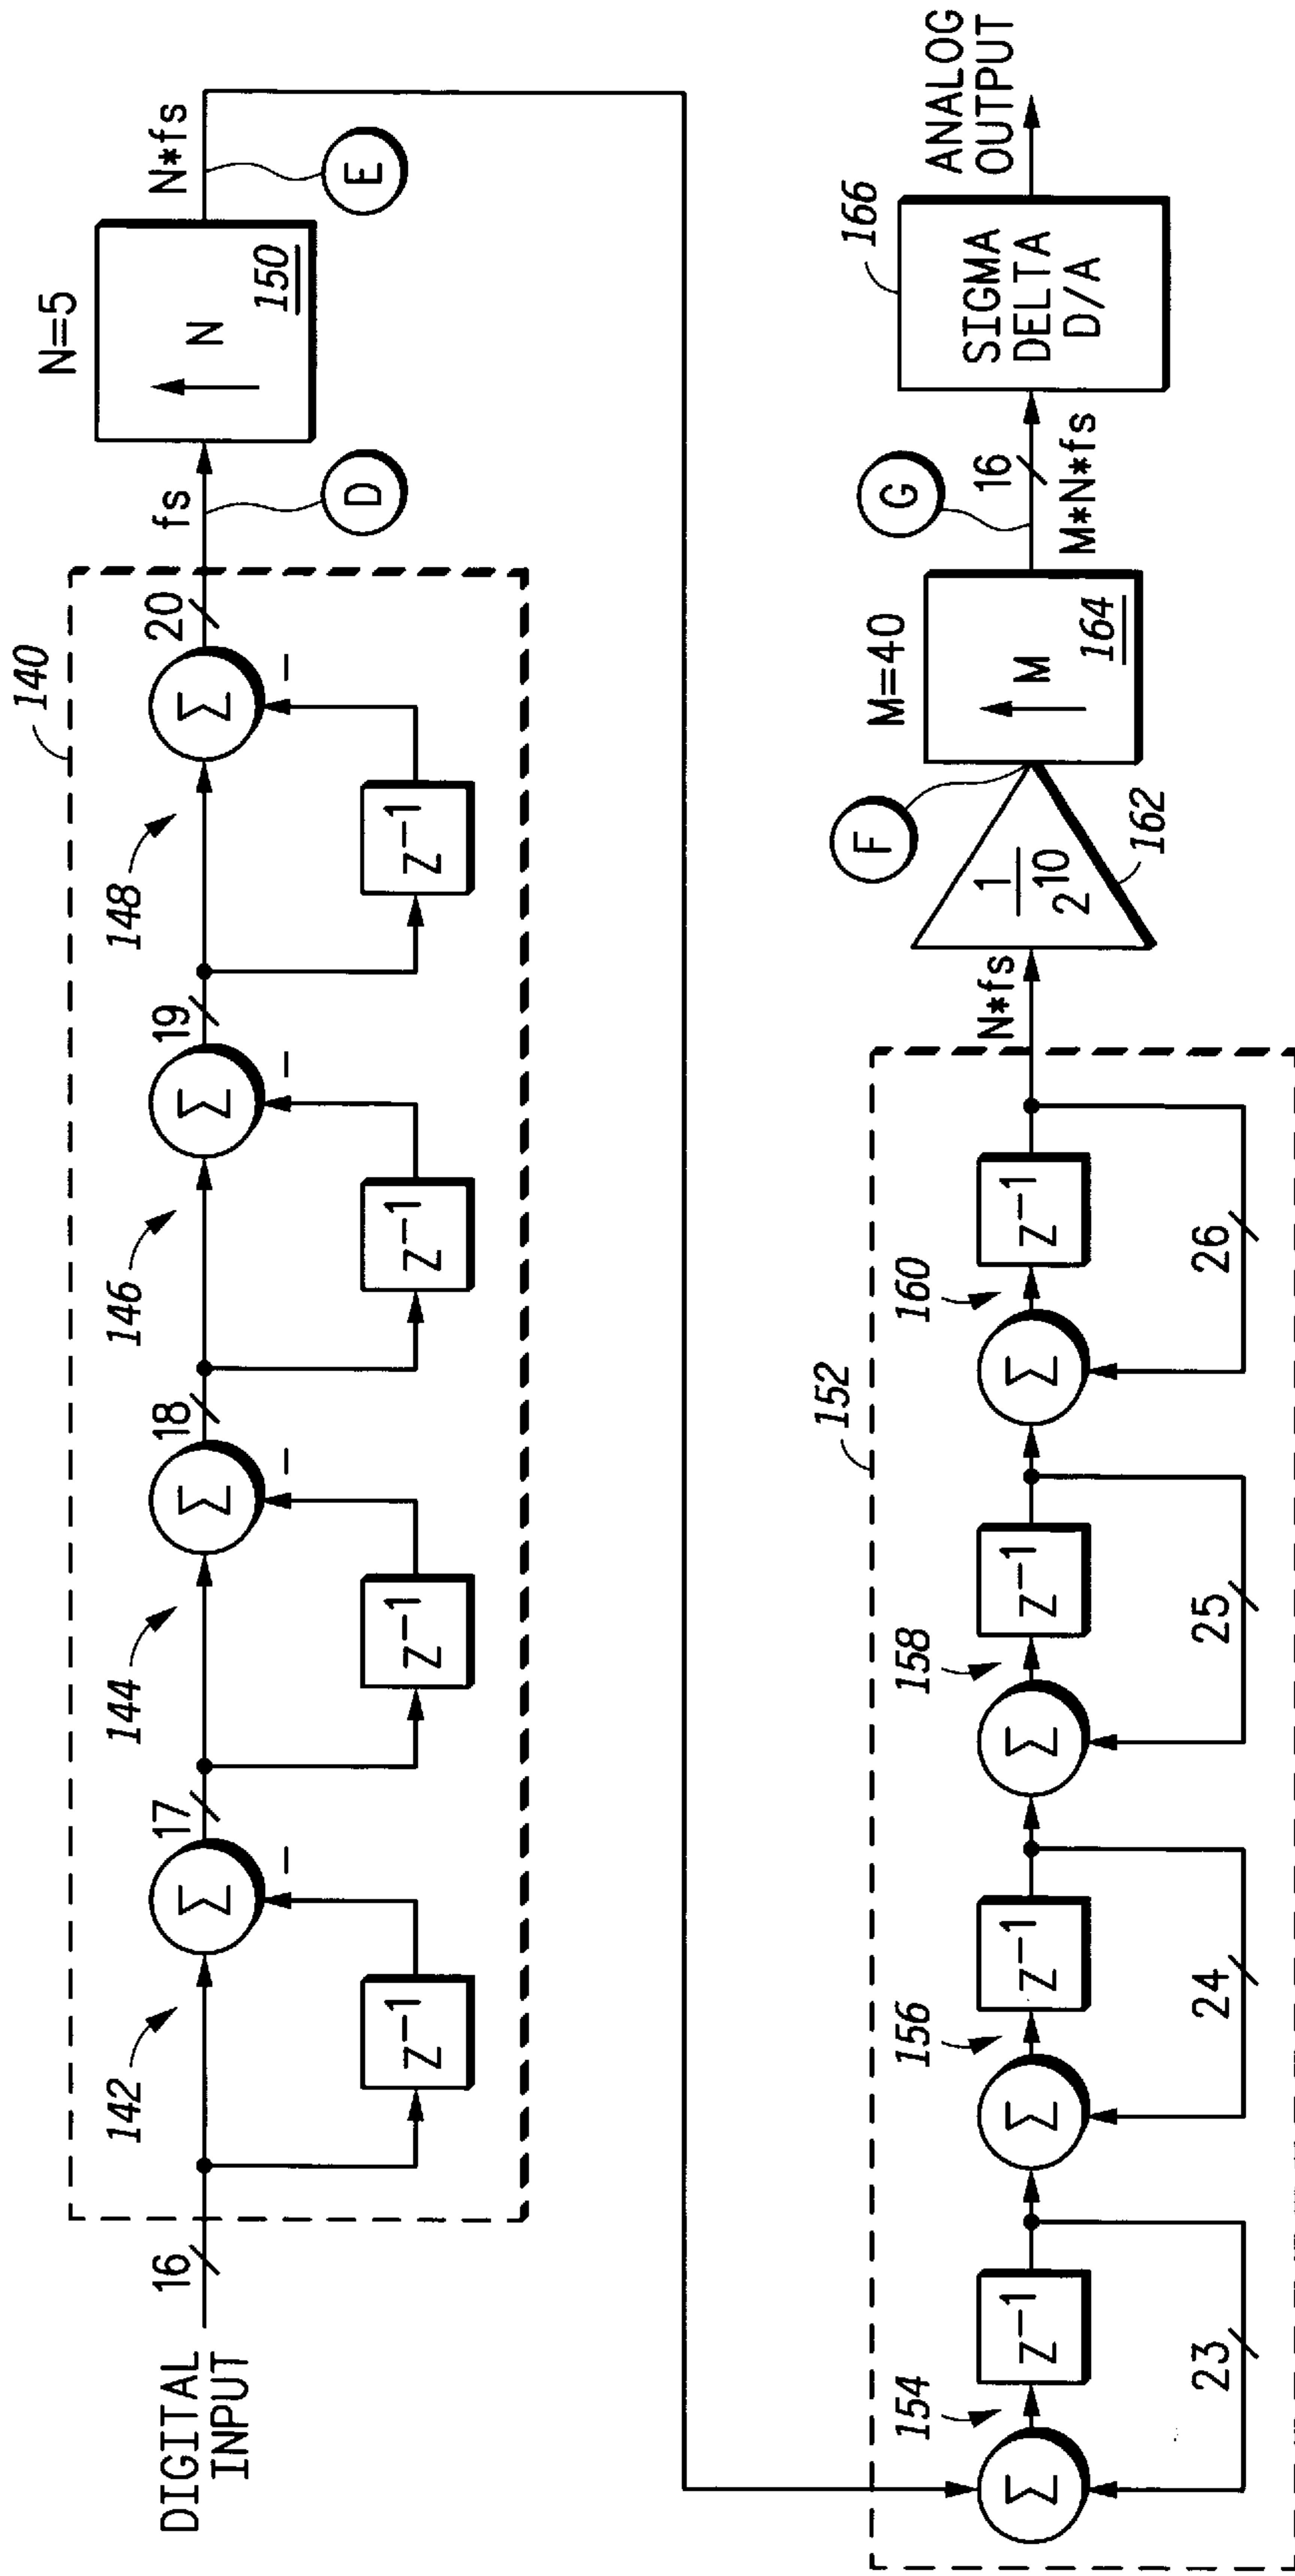 140
DIGITAL
INPUT
16
142
Σ
−
17
Z−1
144
Σ
−
18
Z−1
146
Σ
−
19
Z−1
148
Σ
−
20
Z−1
fs
D
N=5
N
150
N*fs
E
152
154
Σ
Z−1
23
156
Σ
Z−1
24
158
Σ
Z−1
25
160
Σ
Z−1
26
N*fs
1
210
162
F
M=40
M
164
G
16
M*N*fs
166
SIGMA
DELTA
D/A
ANALOG
OUTPUT